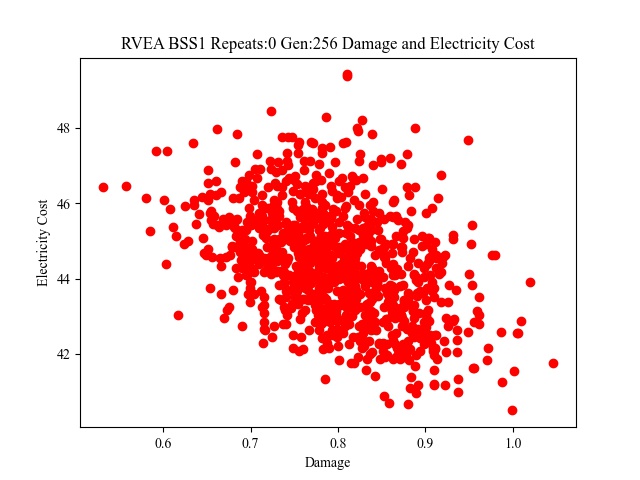 RVEA BSS1 Repeats:0 Gen:256 Damage and Electricity Cost
48
46
44
42
Electricity Cost
0.6 0.7 0.8 0.9 1.0
Damage